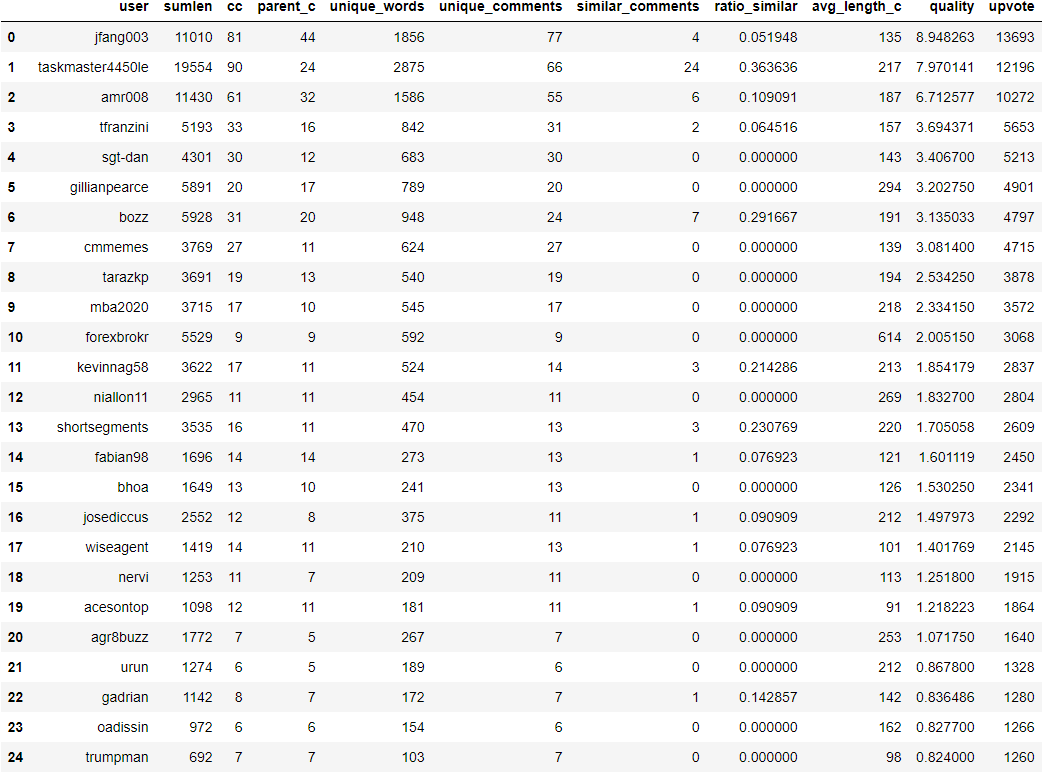 user sumlen cc parent_c unique_words unique_comments similar_comments ratio_similar avg_length_c quality upvote
0 jfang003 11010 81 44 1856 77 4 0.051948 135 8.948263 13693
1 taskmaster4450le 19554 90 24 2875 66 24 0.363636 217 7.970141 12196
2 amr008 11430 61 32 1586 55 6 0.109091 187 6.712577 10272
3 tfranzini 5193 33 16 842 31 2 0.064516 157 3.694371 5653
4 sgt-dan 4301 30 12 683 30 0 0.000000 143 3.406700 5213
5 gillianpearce 5891 20 17 789 20 0 0.000000 294 3.202750 4901
6 bozz 5928 31 20 948 24 7 0.291667 191 3.135033 4797
7 cmmemes 3769 27 11 624 27 0 0.000000 139 3.081400 4715
8 tarazkp 3691 19 13 540 19 0 0.000000 194 2.534250 3878
9 mba2020 3715 17 10 545 17 0 0.000000 218 2.334150 3572
10 forexbrokr 5529 9 9 592 9 0 0.000000 614 2.005150 3068
11 kevinnag58 3622 17 11 524 14 3 0.214286 213 1.854179 2837
12 niallon11 2965 11 11 454 11 0 0.000000 269 1.832700 2804
13 shortsegments 3535 16 11 470 13 3 0.230769 220 1.705058 2609
14 fabian98 1696 14 14 273 13 1 0.076923 121 1.601119 2450
15 bhoa 1649 13 10 241 13 0 0.000000 126 1.530250 2341
16 josediccus 2552 12 8 375 11 1 0.090909 212 1.497973 2292
17 wiseagent 1419 14 11 210 13 1 0.076923 101 1.401769 2145
18 nervi 1253 11 7 209 11 0 0.000000 113 1.251800 1915
19 acesontop 1098 12 11 181 11 1 0.090909 91 1.218223 1864
20 agr8buzz 1772 7 5 267 7 0 0.000000 253 1.071750 1640
21 urun 1274 6 5 189 6 0 0.000000 212 0.867800 1328
22 gadrian 1142 8 7 172 7 1 0.142857 142 0.836486 1280
23 oadissin 972 6 6 154 6 0 0.000000 162 0.827700 1266
24 trumpman 692 7 7 103 7 0 0.000000 98 0.824000 1260